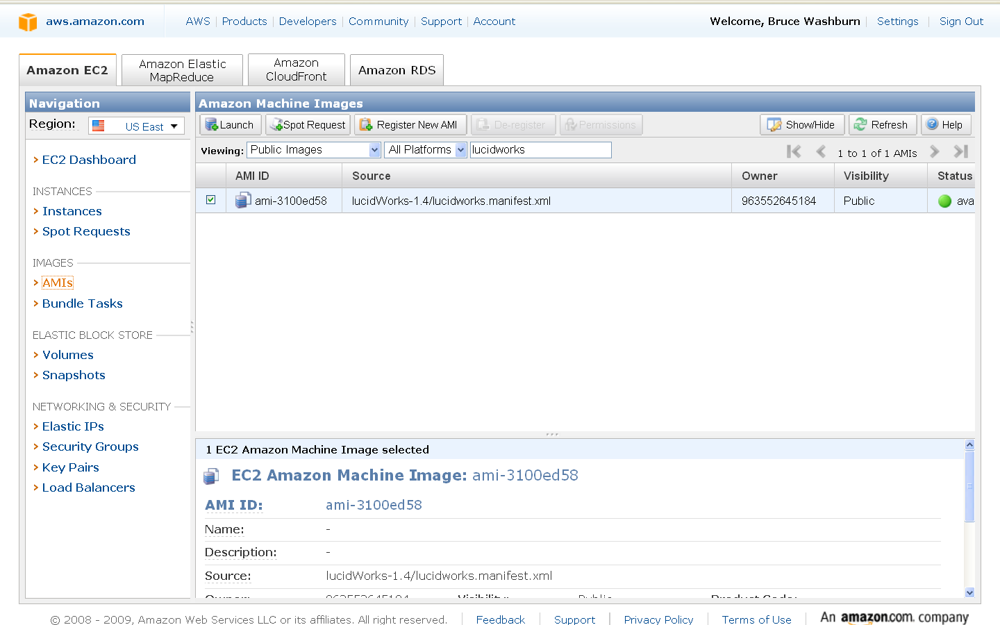 aws.amazon.com AWS Products Developers Community Support Account Welcome, Bruce Washburn Settings Sign Out
Amazon EC2
Amazon Elastic
MapReduce
Amazon
CloudFront
Amazon RDS
Navigation
Region: US East
EC2 Dashboard
INSTANCES
Instances
Spot Requests
IMAGES
AMIs
Bundle Tasks
ELASTIC BLOCK STORE
Volumes
Snapshots
NETWORKING & SECURITY
Elastic IPs
Security Groups
Key Pairs
Load Balancers
Amazon Machine Images
Launch Spot Request Register New AMI De-register Permissions Show/Hide Refresh Help
Viewing: Public Images All Platforms lucidworks 1 to 1 of 1 AMIs
AMI ID Source Owner Visibility Status
ami-3100ed58 lucidWorks-1.4/lucidworks.manifest.xml 963552645184 Public ava
1 EC2 Amazon Machine Image selected
EC2 Amazon Machine Image: ami-3100ed58
AMI ID: ami-3100ed58
Name: -
Description: -
Source: lucidWorks-1.4/lucidworks.manifest.xml
Owner: 963552645184 Visibility: Public Product Code:
© 2008 - 2009, Amazon Web Services LLC or its affiliates. All right reserved. Feedback Support Privacy Policy Terms of Use An amazon.com. company